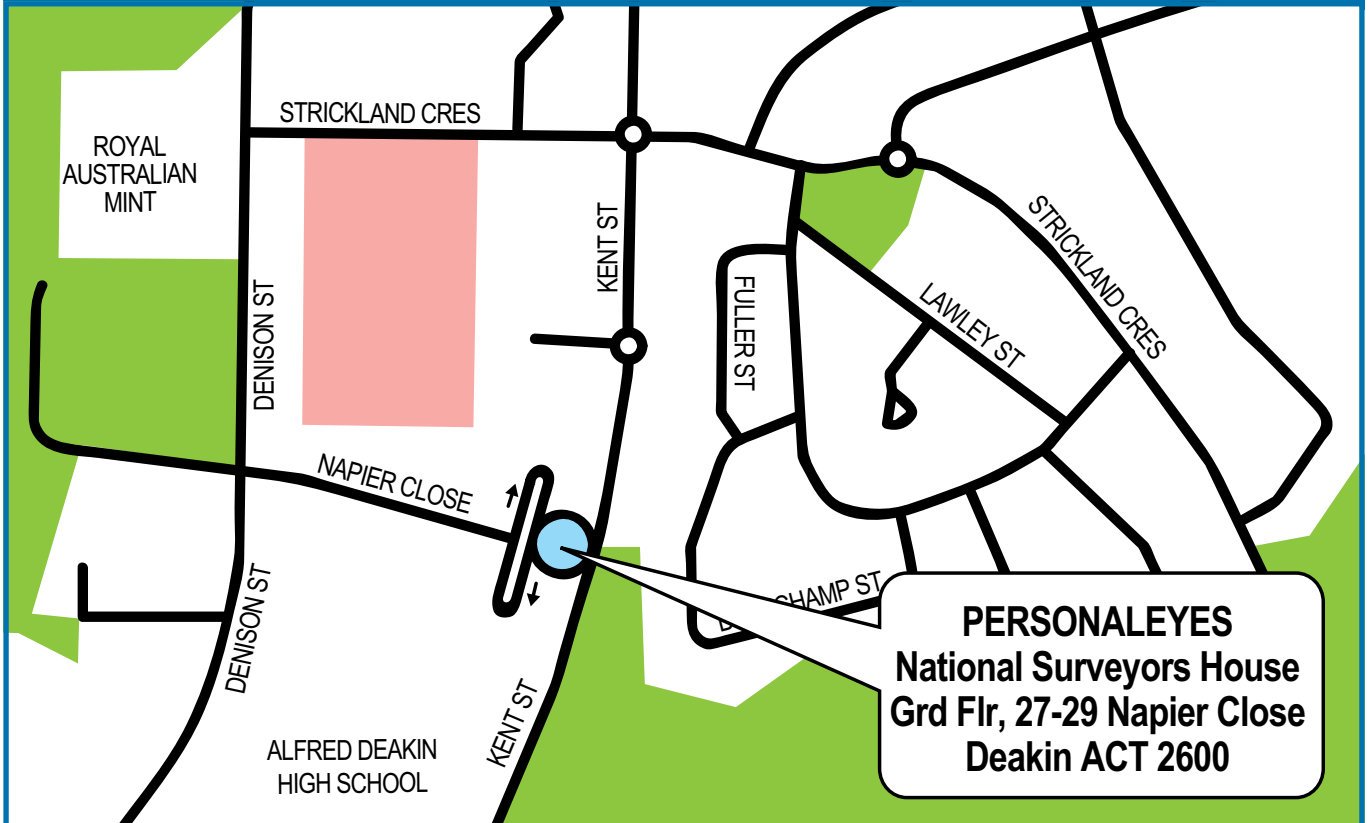 STRICKLAND CRES
ROYAL
AUSTRALIAN
MINT
KENT ST
STRICKLAND CRES
DENISON ST
FULLER ST
LAWLEY ST
NAPIER CLOSE
DENISON ST
ST
PERSONALEYES
National Surveyors House
Grd Flr, 27-29 Napier Close
Deakin ACT 2600
KENT ST
ALFRED DEAKIN
HIGH SCHOOL